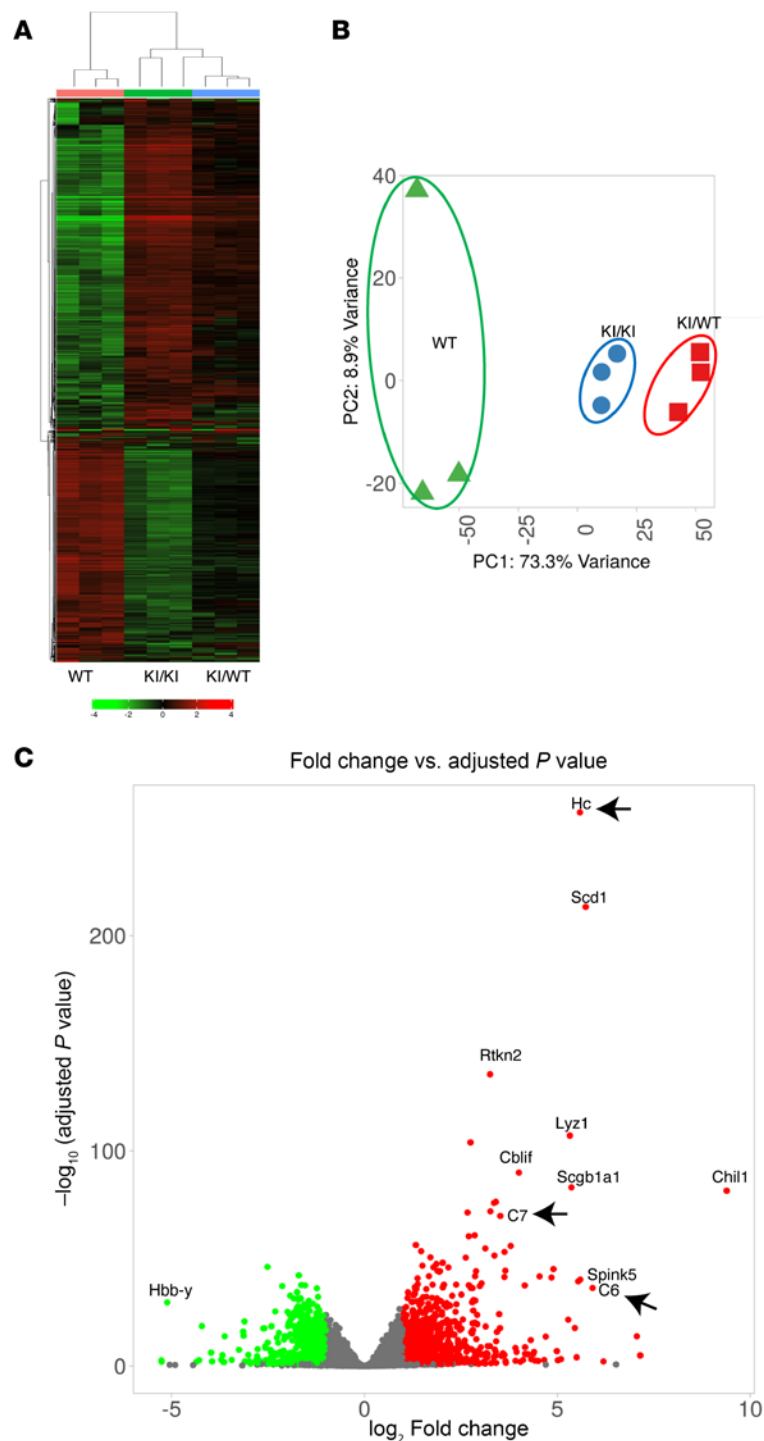 A
WT KI/KI KI/WT
-4 -2 0 2 4
B
40
20
0
-20
PC2: 8.9% Variance
WT
KI/KI
KI/WT
-50 0 25 50
PC1: 73.3% Variance
C
Fold change vs. adjusted P value
Hc
Scd1
200
Rtkn2
Lyz1
100
Cblif
Scgb1a1
Chil1
C7
Hbb-y
Spink5
C6
0
–log10 (adjusted P value)
-5 0 5 10
log2 Fold change